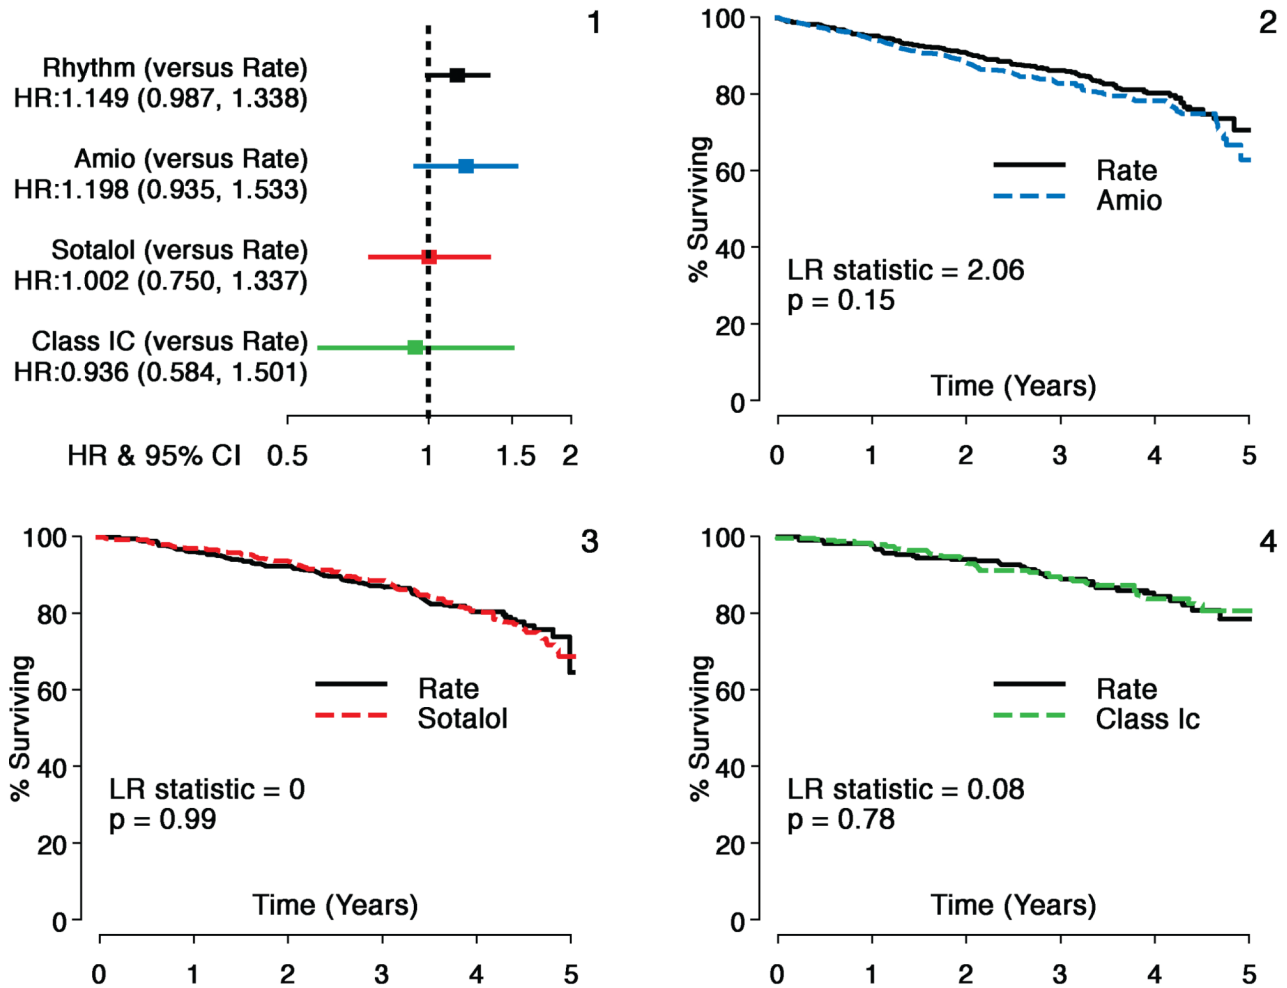 1
Rhythm (versus Rate)
HR:1.149 (0.987, 1.338)
Amio (versus Rate)
HR:1.198 (0.935, 1.533)
Sotalol (versus Rate)
HR:1.002 (0.750, 1.337)
Class IC (versus Rate)
HR:0.936 (0.584, 1.501)
HR & 95% CI 0.5 1 1.5 2
2
100
80
60
40
20
0
% Surviving
Rate
Amio
LR statistic = 2.06
p = 0.15
Time (Years)
0 1 2 3 4 5
3
100
80
60
40
20
0
% Surviving
Rate
Sotalol
LR statistic = 0
p = 0.99
Time (Years)
0 1 2 3 4 5
4
100
80
60
40
20
0
% Surviving
Rate
Class Ic
LR statistic = 0.08
p = 0.78
Time (Years)
0 1 2 3 4 5